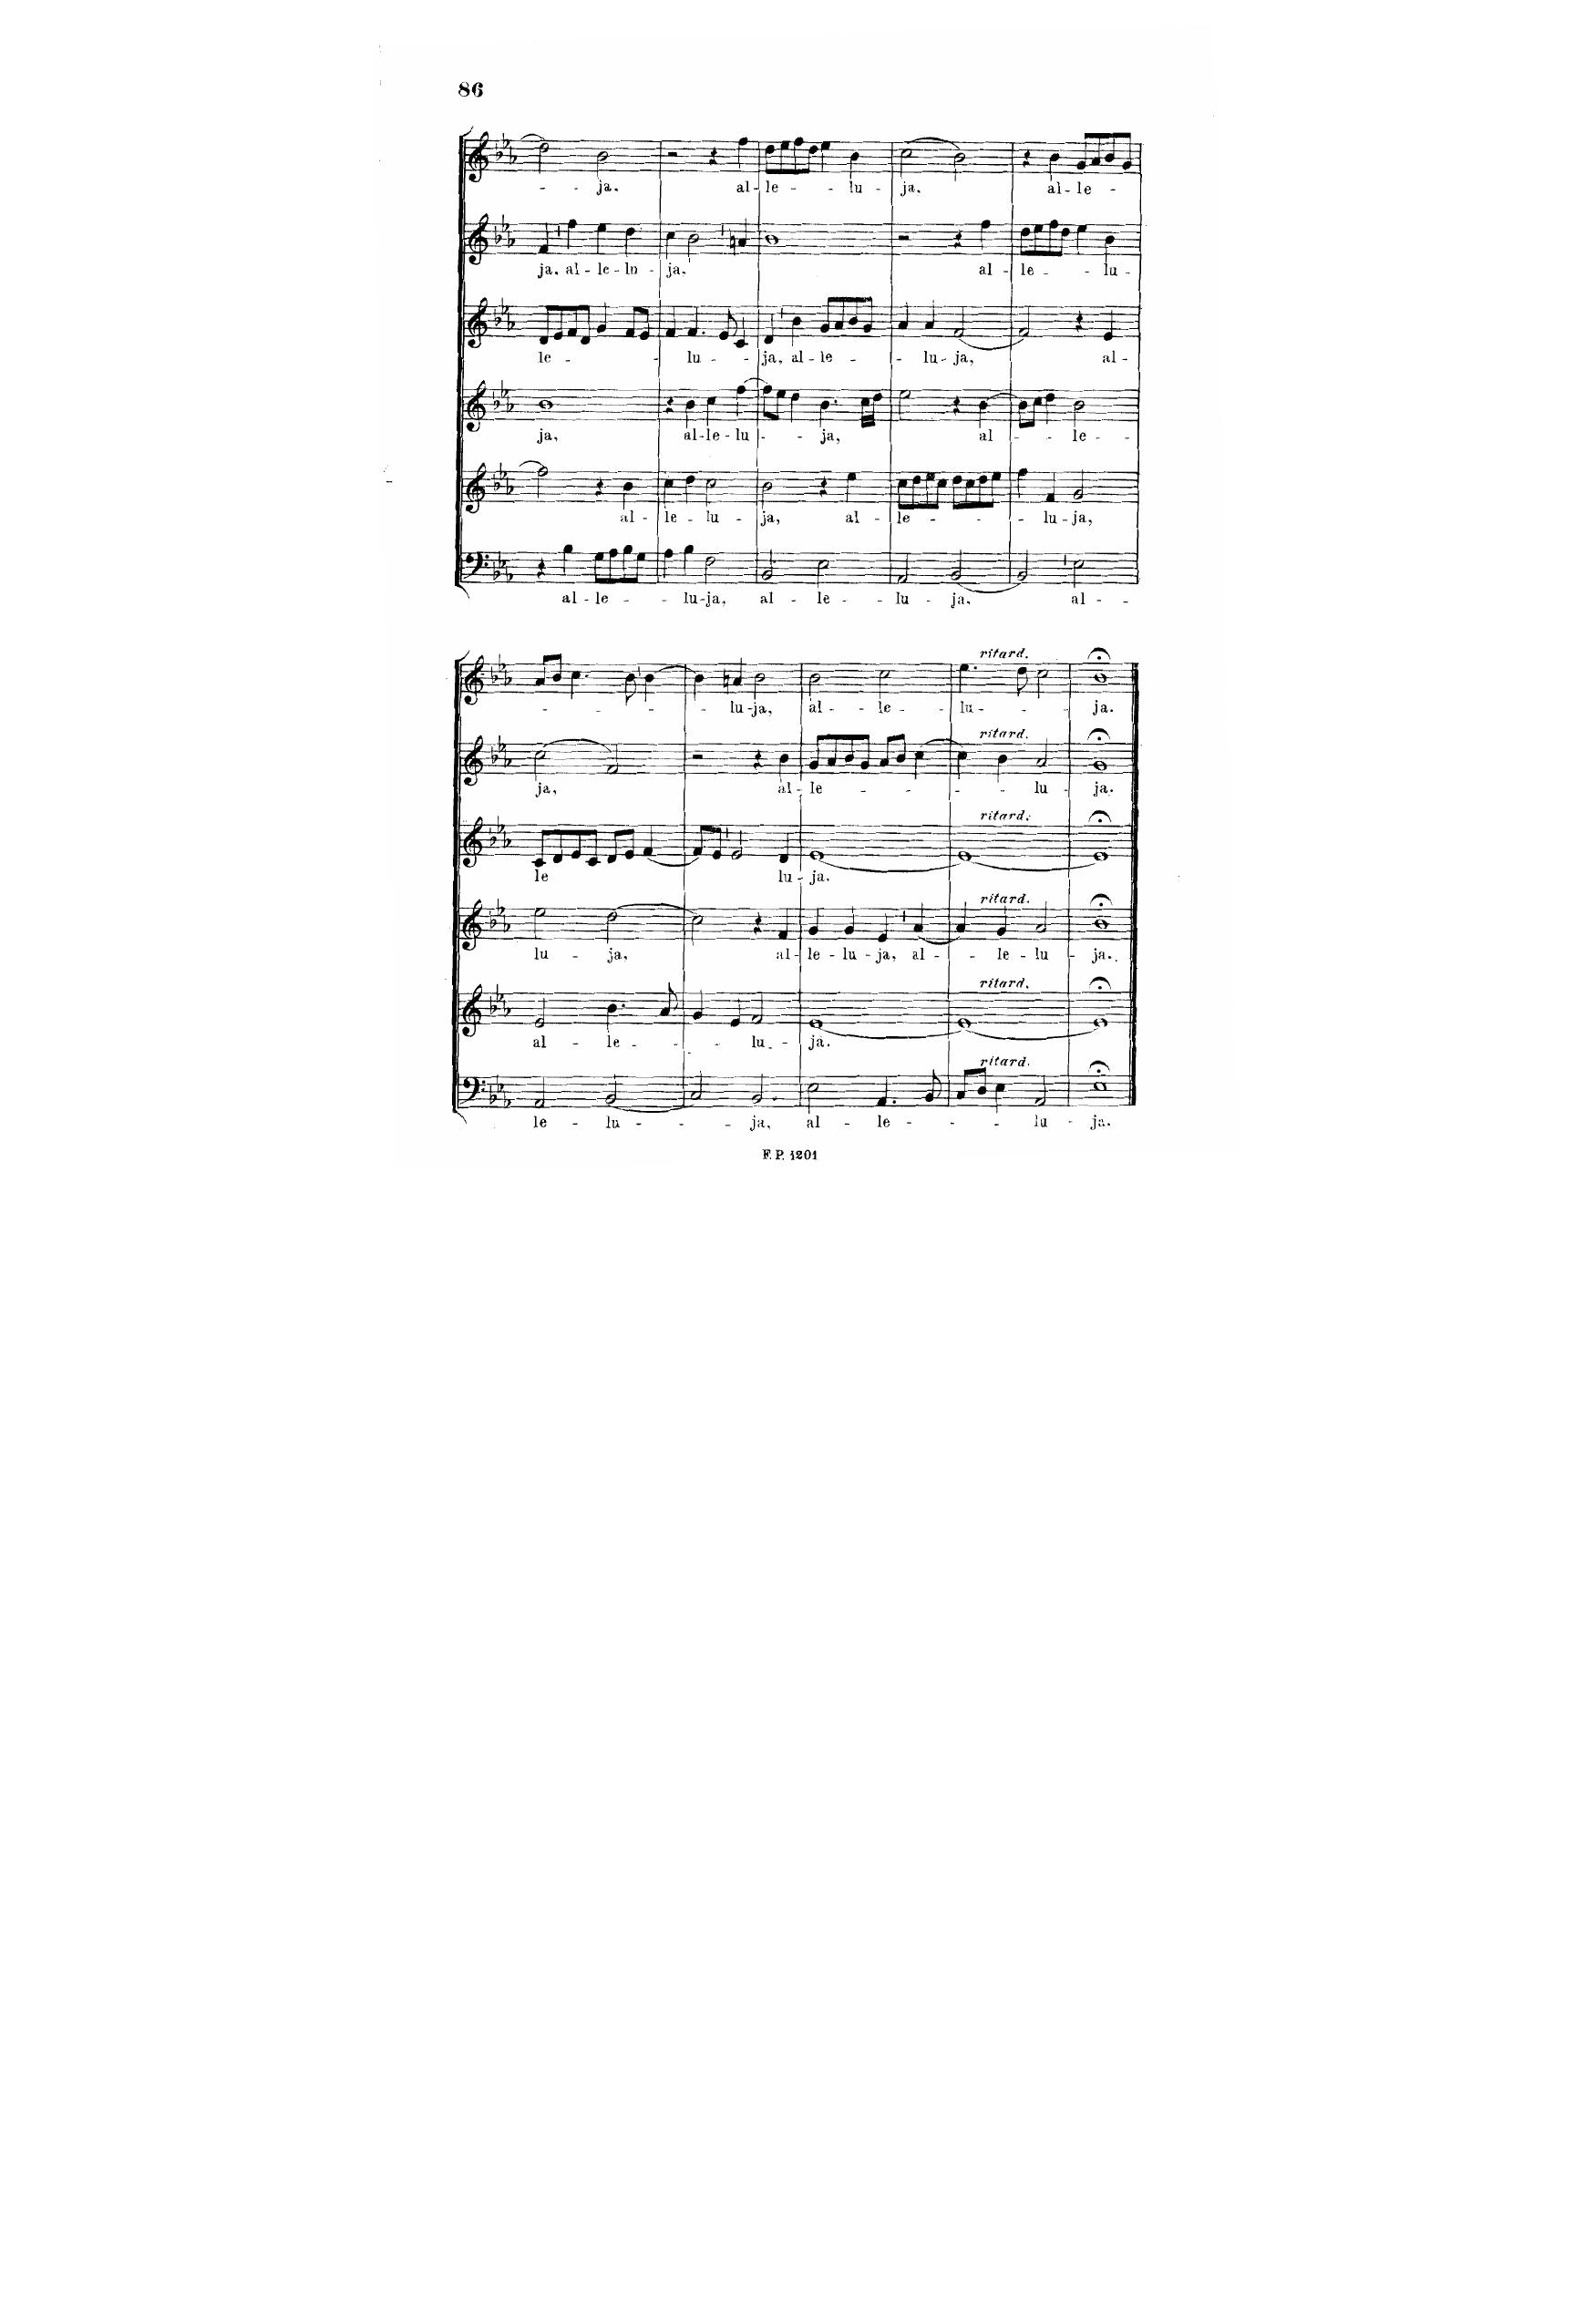 86
- - ja. al - le - - lu - ja. al - le -
ja. al - le - lu - ja. al - le - - lu -
le - - lu - - ja, al - le - - lu - ja, al -
ja, al - le - lu - - ja, al - - le -
al - le - lu - ja, al - le - - - lu - ja,
al - le - - lu - ja, al - le - lu - ja. al - -
ritard.
- - - - lu - ja, al - le - lu - - - ja.
ritard.
ja, al - le - - - - lu - ja.
ritard.
le lu - ja.
ritard.
lu - ja, al - le - lu - ja, al - - le - lu - ja.
ritard.
al - le - - - lu - ja.
ritard.
le - lu - - - ja, al - le - - - lu - ja.
F. P. 1201